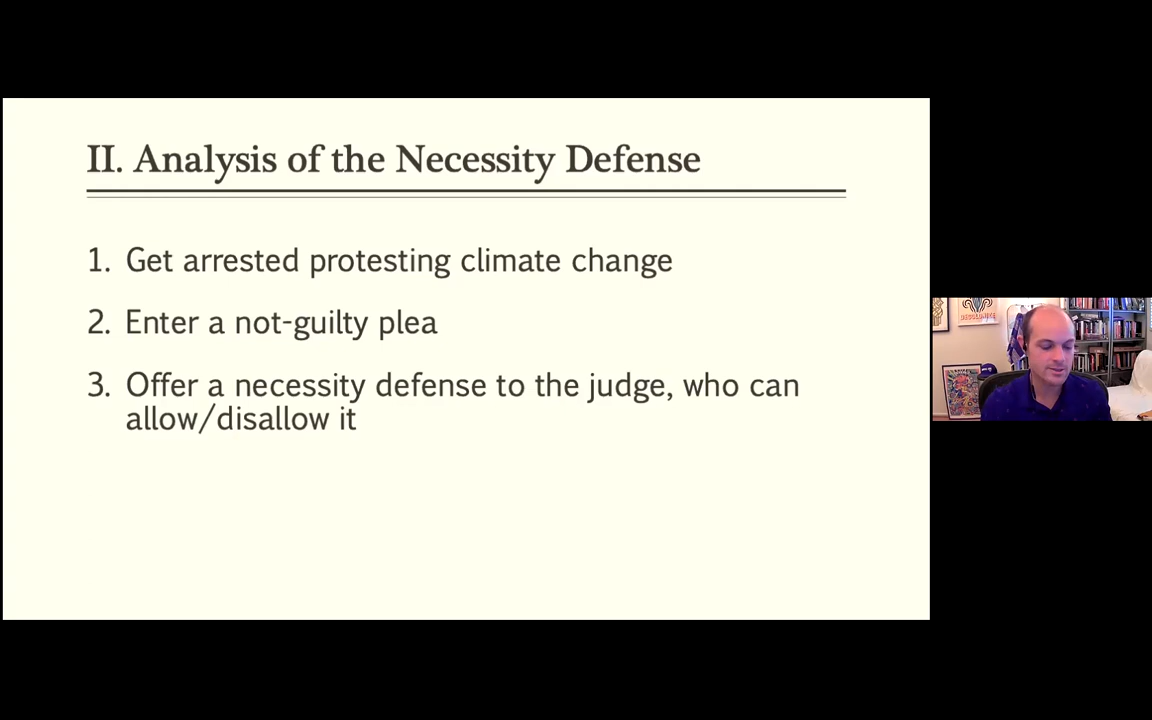 II. Analysis of the Necessity Defense
1. Get arrested protesting climate change
2. Enter a not-guilty plea
3. Offer a necessity defense to the judge, who can
allow/disallow it